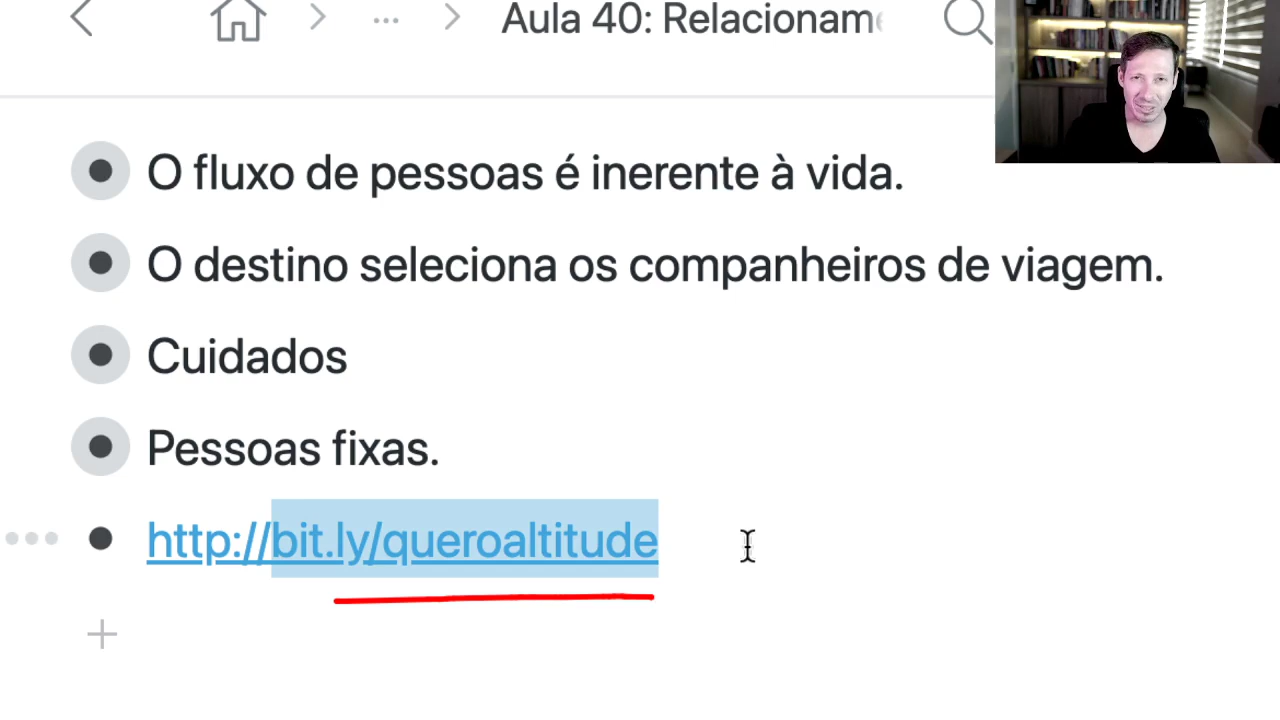 Aula 40: Relacionam
O fluxo de pessoas é inerente à vida.
O destino seleciona os companheiros de viagem.
Cuidados
Pessoas fixas.
http://bit.ly/queroaltitude